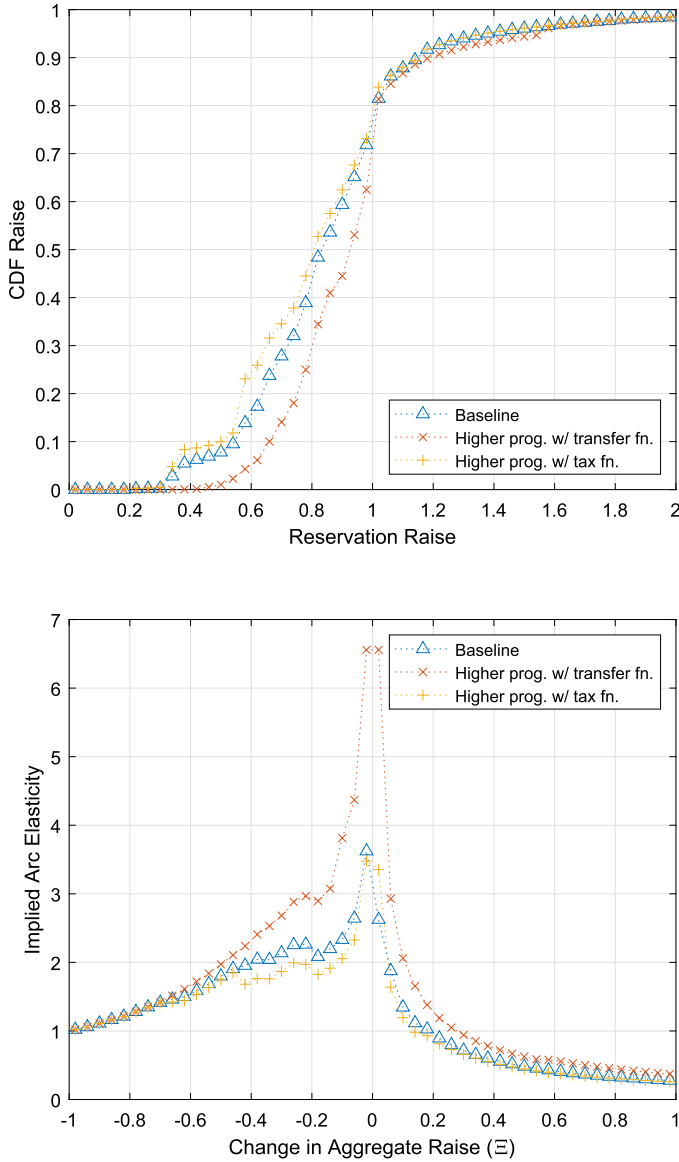 1
0.9
0.8
0.7
0.6
0.5
0.4
0.3
0.2
0.1
0
CDF Raise
Baseline
Higher prog. w/ transfer fn.
Higher prog. w/ tax fn.
0 0.2 0.4 0.6 0.8 1 1.2 1.4 1.6 1.8 2
Reservation Raise
7
6
5
4
3
2
1
0
Implied Arc Elasticity
Baseline
Higher prog. w/ transfer fn.
Higher prog. w/ tax fn.
-1 -0.8 -0.6 -0.4 -0.2 0 0.2 0.4 0.6 0.8 1
Change in Aggregate Raise (Ξ)